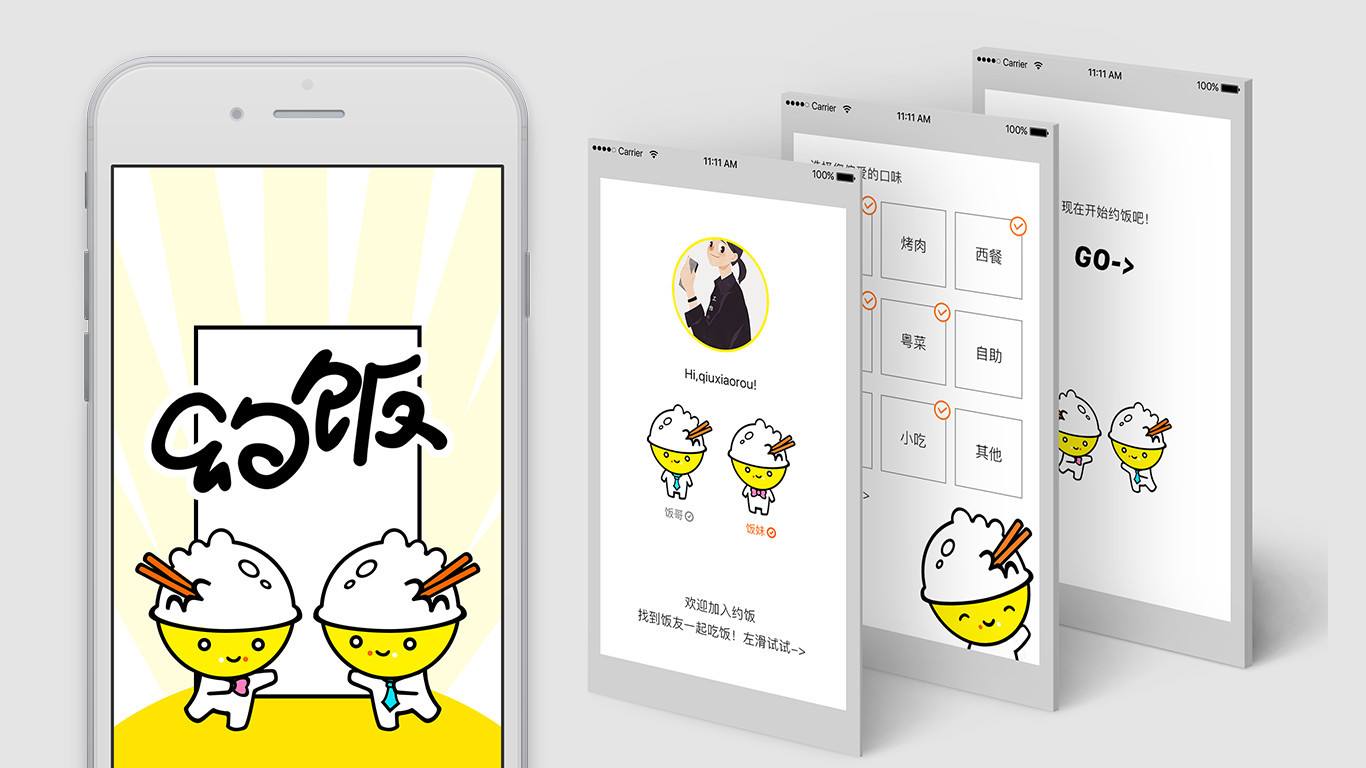 约饭
Carrier
11:11 AM
100%
Hi,qiuxiaorou!
饭哥
饭妹
欢迎加入约饭
找到饭友一起吃饭！左滑试试->
Carrier
11:11 AM
100%
爱的口味
烤肉
西餐
粤菜
自助
小吃
其他
>
Carrier
11:11 AM
100%
现在开始约饭吧！
GO->